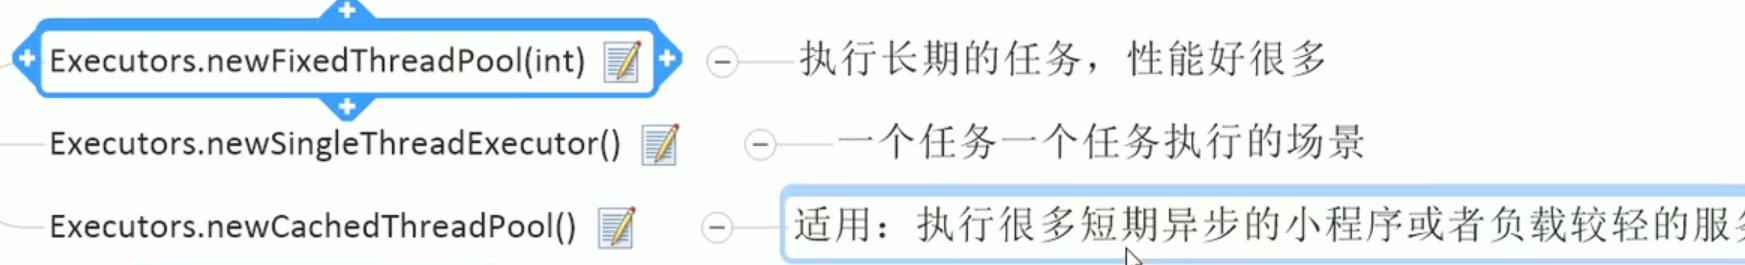 Executors.newFixedThreadPool(int) 执行长期的任务，性能好很多
Executors.newSingleThreadExecutor() 一个任务一个任务执行的场景
Executors.newCachedThreadPool() 适用：执行很多短期异步的小程序或者负载较轻的服